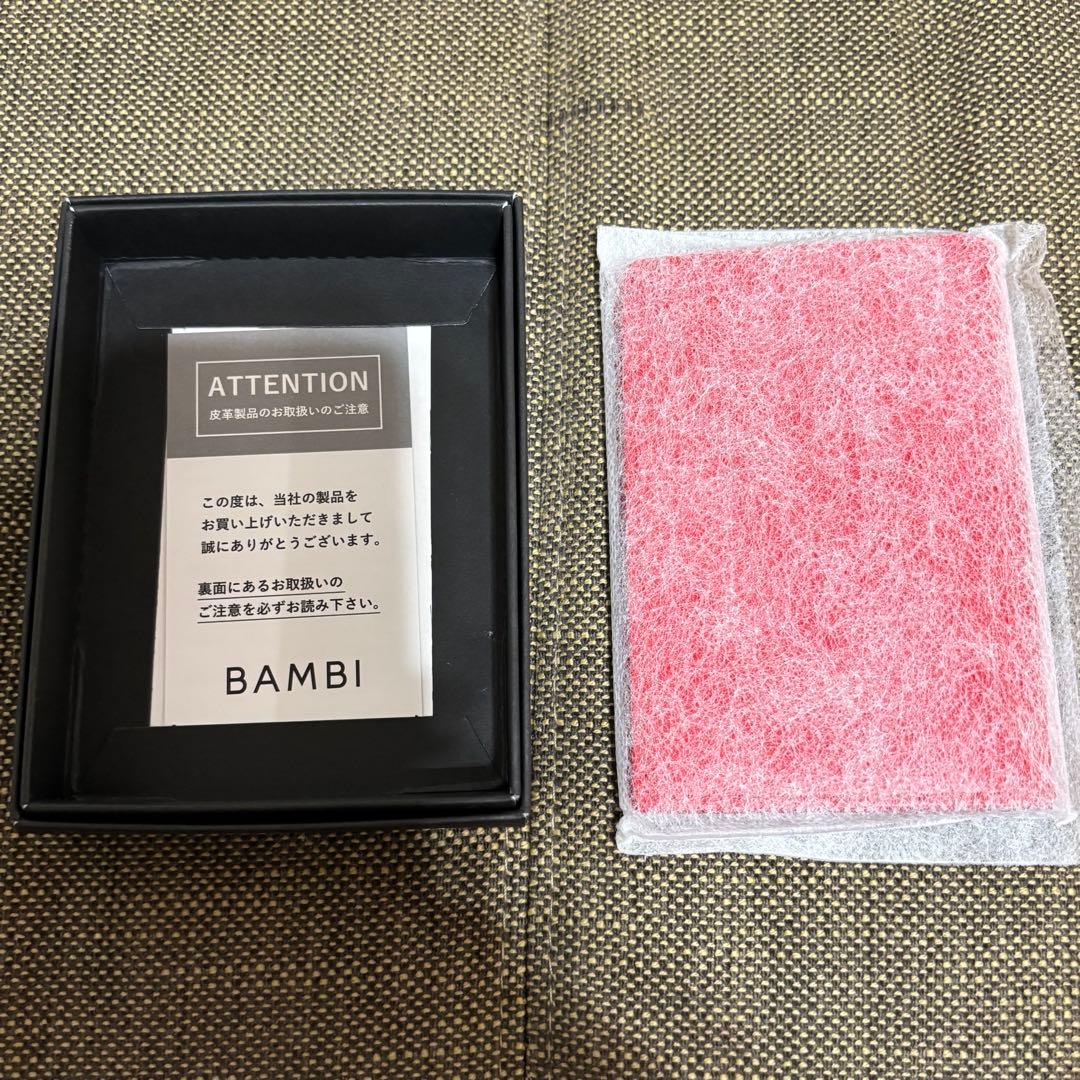 ATTENTION
皮革製品のお取扱いのご注意
この度は、当社の製品を
お買い上げいただきまして
誠にありがとうございます。
裏面にあるお取扱いの
ご注意を必ずお読み下さい。
BAMBI